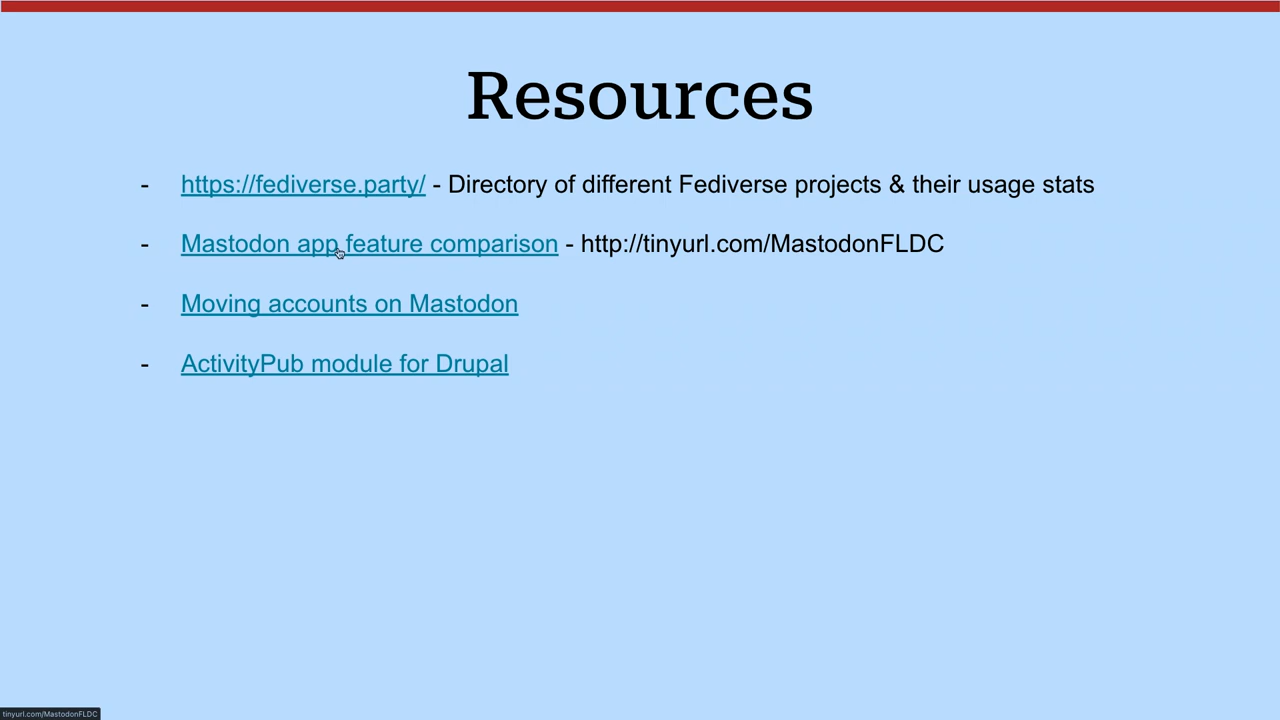 Resources
- https://fediverse.party/ - Directory of different Fediverse projects & their usage stats
- Mastodon app feature comparison - http://tinyurl.com/MastodonFLDC
- Moving accounts on Mastodon
- ActivityPub module for Drupal
tinyurl.com/MastodonFLDC